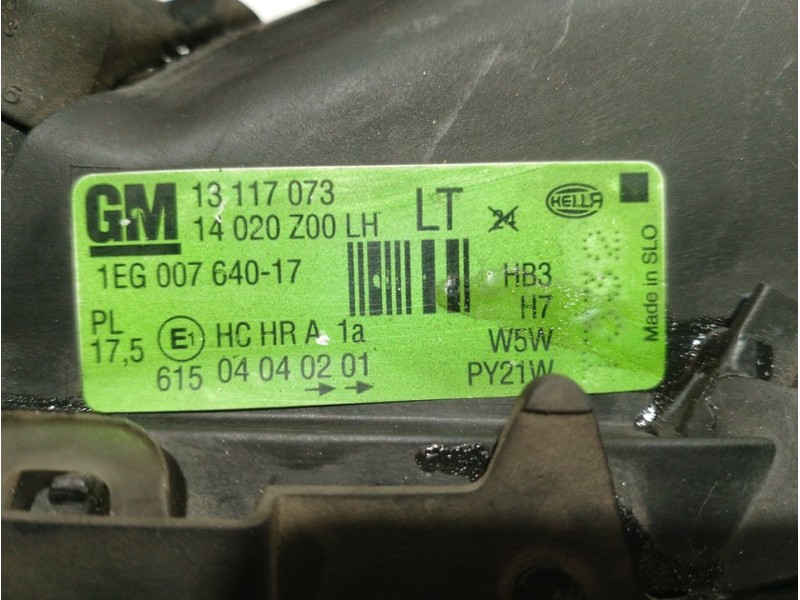 GM 13 117 073 LT 24 HELLA
14 020 Z00 LH
1EG 007 640-17 HB3
H7
PL
17,5 E1 HC HR A 1a W5W
615 04 04 02 01 PY21W
Made in SLO